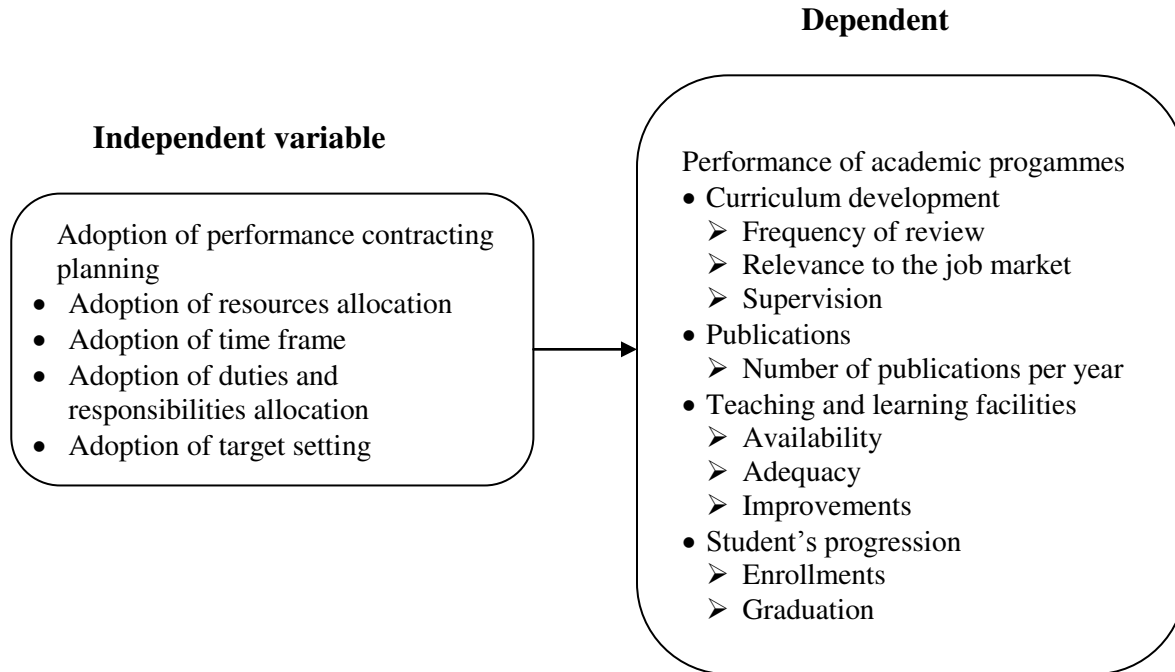 Independent variable
Adoption of performance contracting
planning
• Adoption of resources allocation
• Adoption of time frame
• Adoption of duties and
responsibilities allocation
• Adoption of target setting
Dependent
Performance of academic progammes
• Curriculum development
➢ Frequency of review
➢ Relevance to the job market
➢ Supervision
• Publications
➢ Number of publications per year
• Teaching and learning facilities
➢ Availability
➢ Adequacy
➢ Improvements
• Student’s progression
➢ Enrollments
➢ Graduation